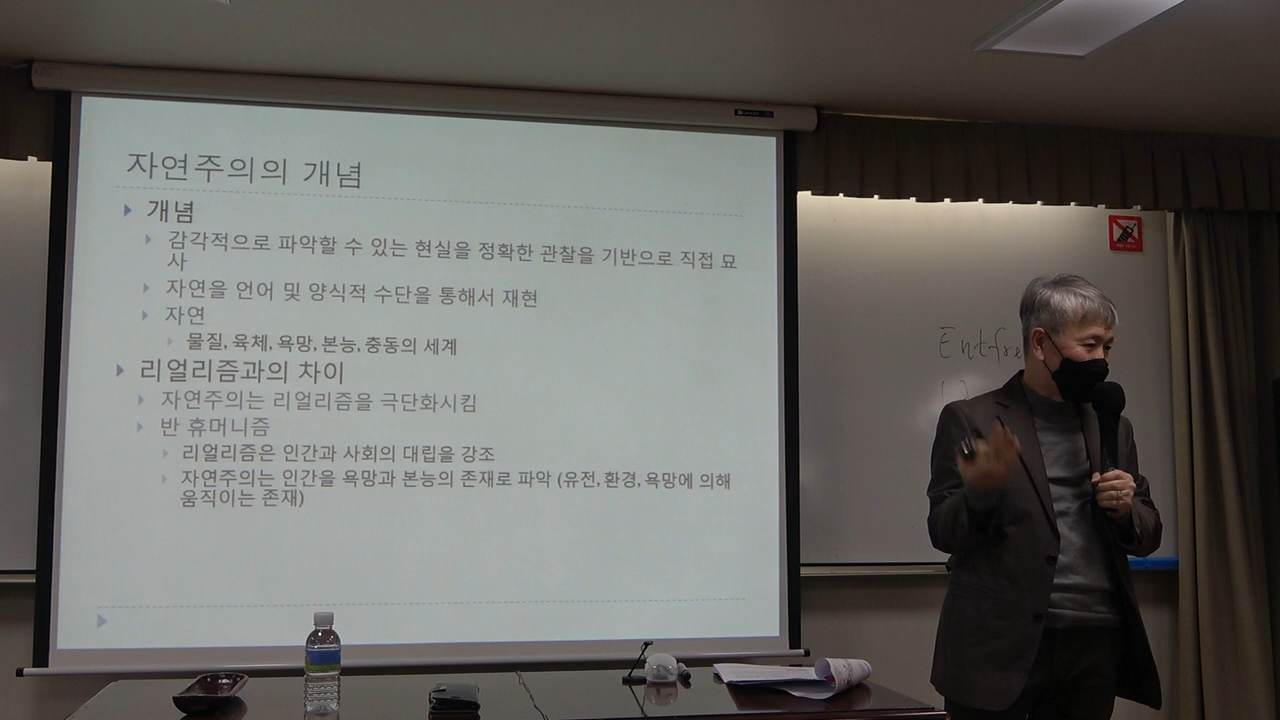 자연주의의 개념
개념
감각적으로 파악할 수 있는 현실을 정확한 관찰을 기반으로 직접 묘
사
자연을 언어 및 양식적 수단을 통해서 재현
자연
물질, 육체, 욕망, 본능, 충동의 세계
리얼리즘과의 차이
자연주의는 리얼리즘을 극단화시킴
반 휴머니즘
리얼리즘은 인간과 사회의 대립을 강조
자연주의는 인간을 욕망과 본능의 존재로 파악 (유전, 환경, 욕망에 의해
움직이는 존재)